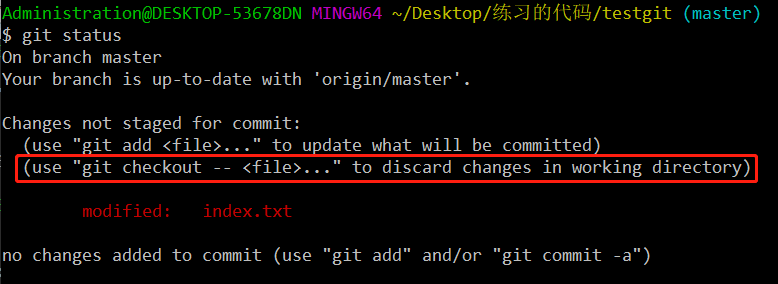 Administration@DESKTOP-53678DN MINGW64 ~/Desktop/练习的代码/testgit (master)
$ git status
On branch master
Your branch is up-to-date with 'origin/master'.
Changes not staged for commit:
(use "git add <file>..." to update what will be committed)
(use "git checkout -- <file>..." to discard changes in working directory)
modified:   index.txt
no changes added to commit (use "git add" and/or "git commit -a")